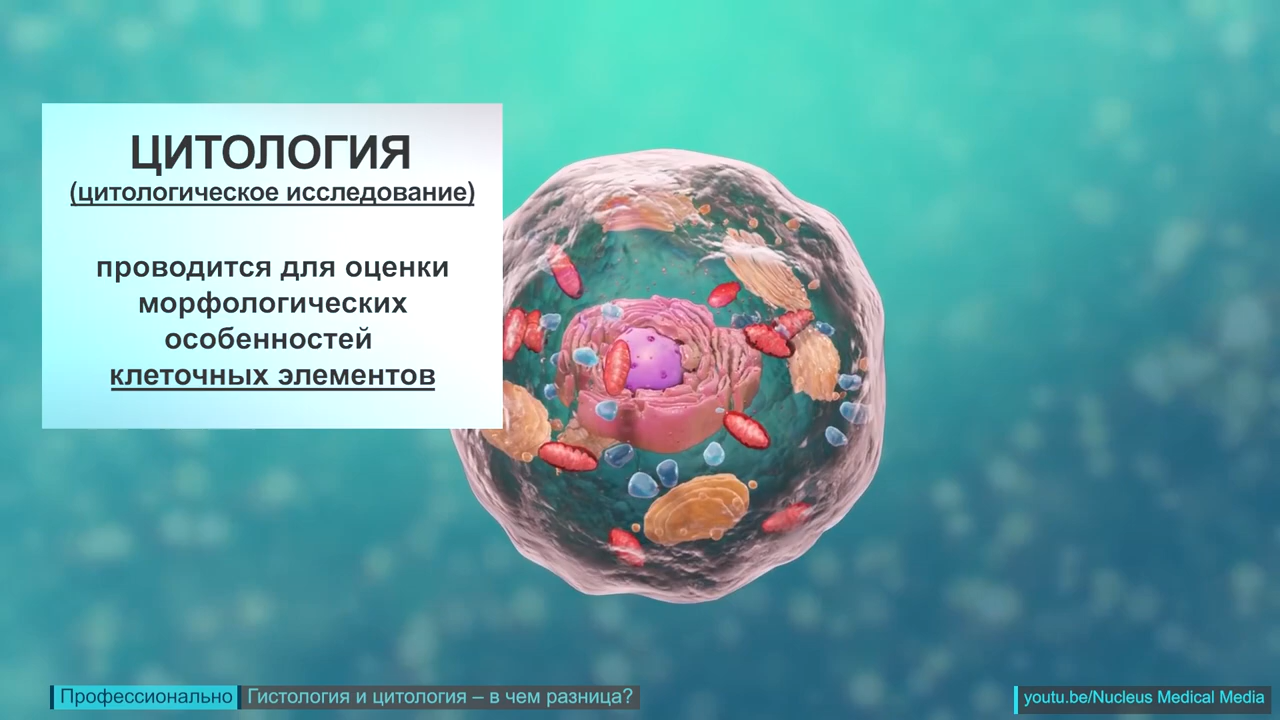 ЦИТОЛОГИЯ
(цитологическое исследование)
проводится для оценки
морфологических
особенностей
клеточных элементов
Профессионально
Гистология и цитология – в чем разница?
youtu.be/Nucleus Medical Media